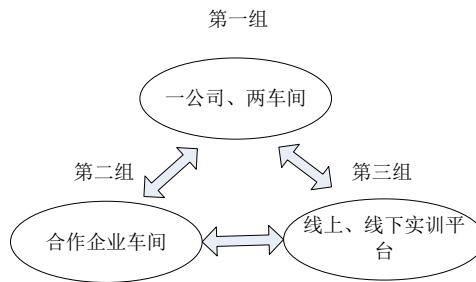 第一组
一公司、两车间
第二组
第三组
合作企业车间
线上、线下实训平
台